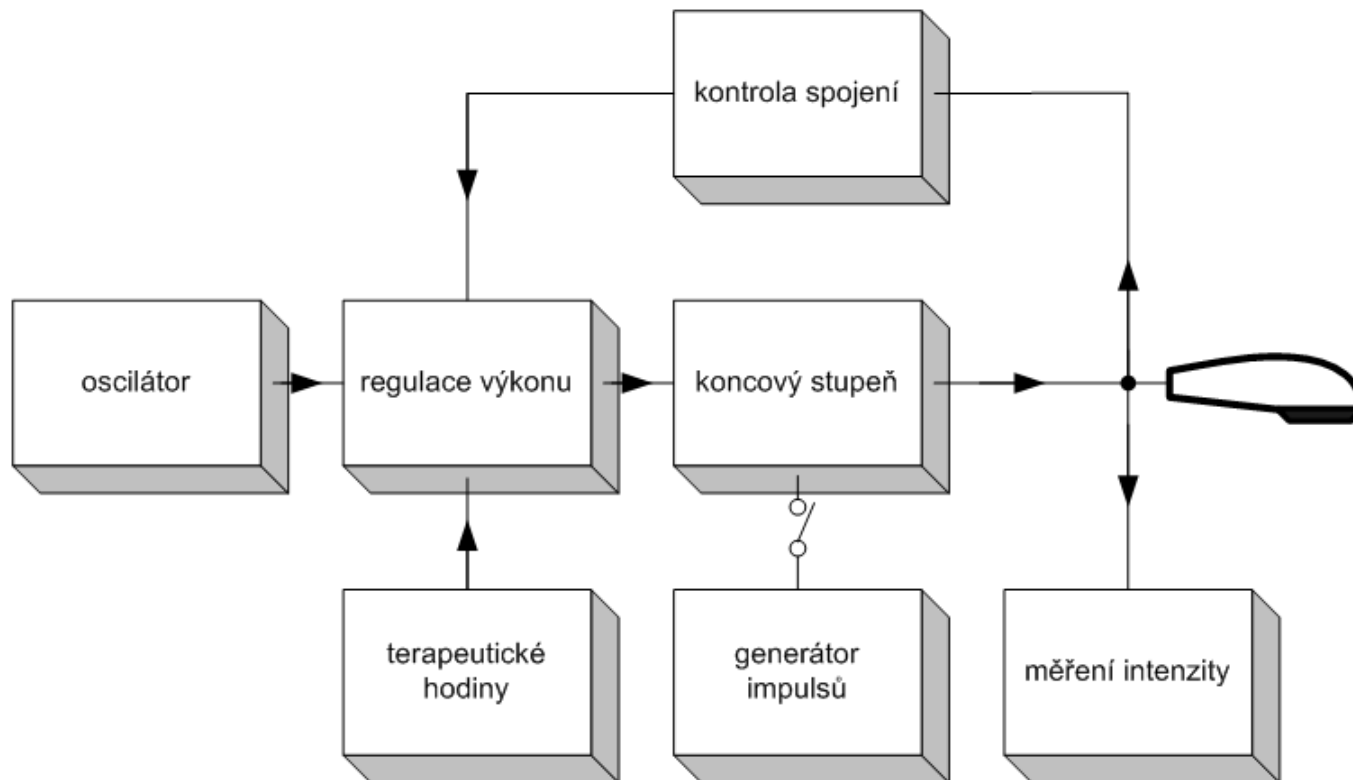 kontrola spojení
oscilátor
regulace výkonu
koncový stupeň
terapeutické
hodiny
generátor
impulsů
měření intenzity